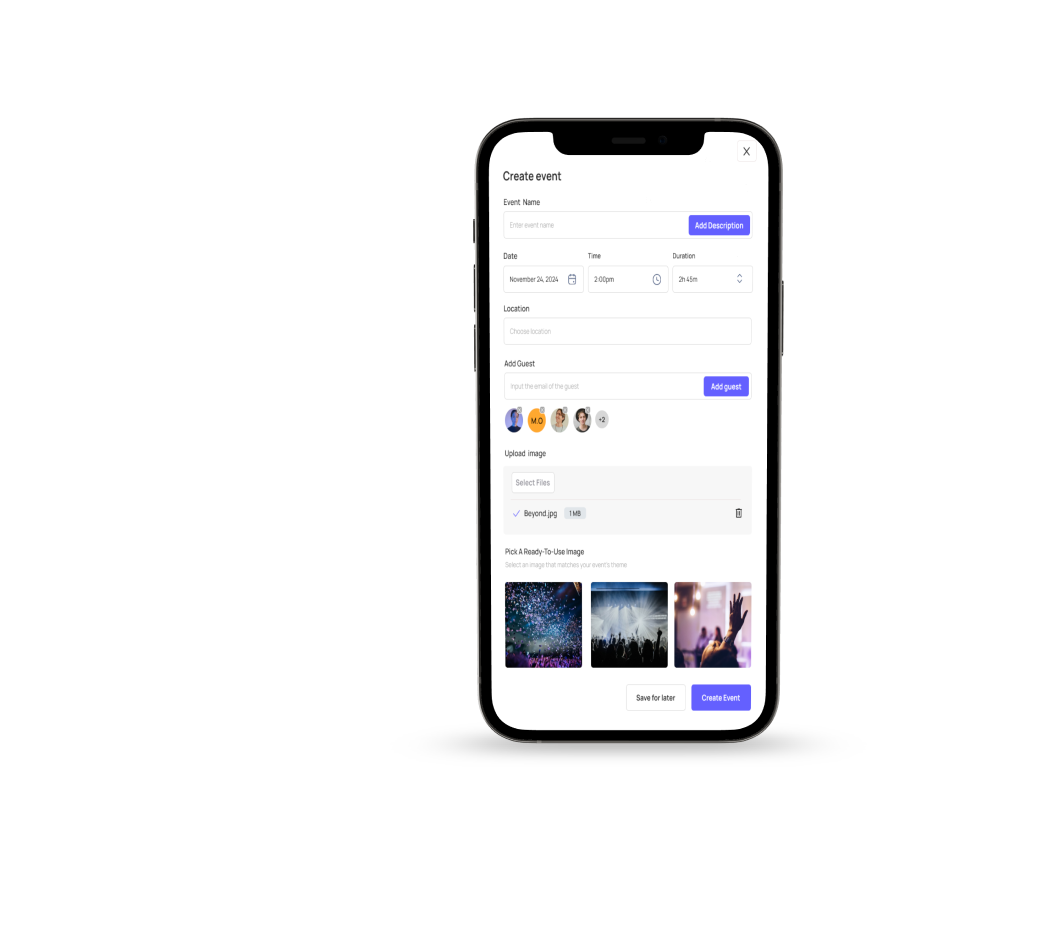 X
Create event
Event Name
Enter event name
Add Description
Date Time Duration
November 24, 2024 2:00pm 2h 45m
Location
Choose location
Add Guest
Input the email of the guest
Add guest
M.O +2
Upload image
Select Files
Beyond.jpg 1 MB
Pick A Ready-To-Use Image
Select an image that matches your event's theme
Save for later Create Event